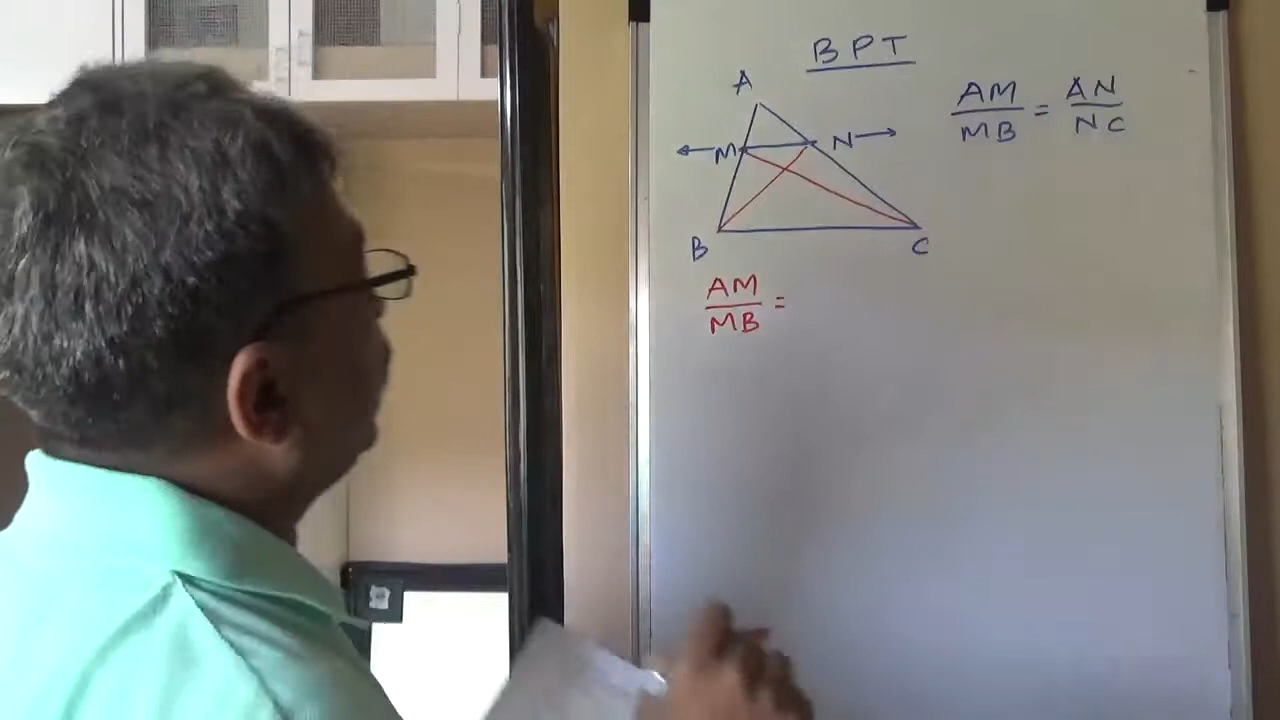 BPT
A
M N
B C
AM/MB = AN/NC
AM/MB =